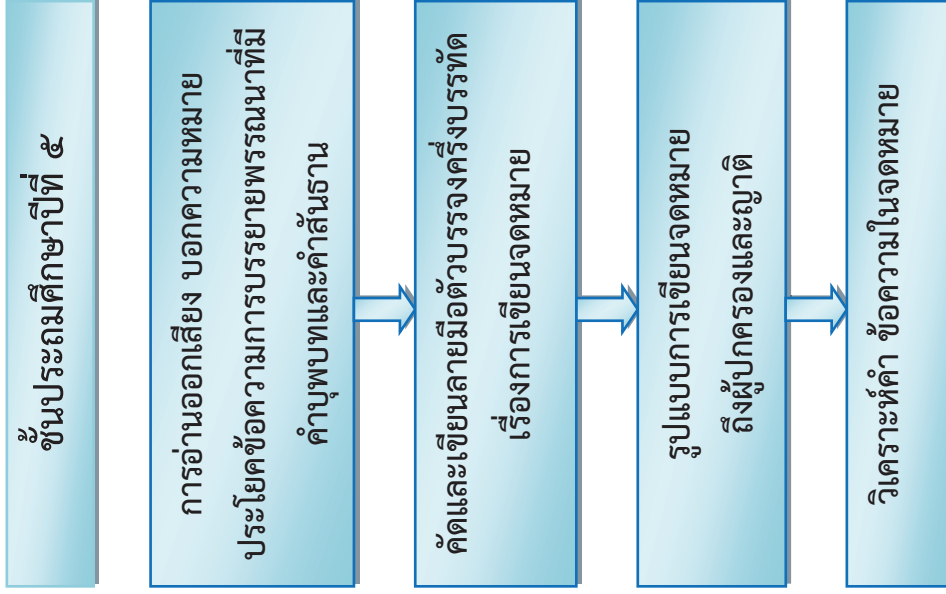 ชั้นประถมศึกษาปีที่ ๕
การอ่านออกเสียง บอกความหมาย
ประโยคข้อความการบรรยายพรรณนาที่มี
คำบุพบทและคำสันธาน
คัดและเขียนลายมือตัวบรรจงครึ่งบรรทัด
เรื่องการเขียนจดหมาย
รูปแบบการเขียนจดหมาย
ถึงผู้ปกครองและญาติ
วิเคราะห์คำ ข้อความในจดหมาย